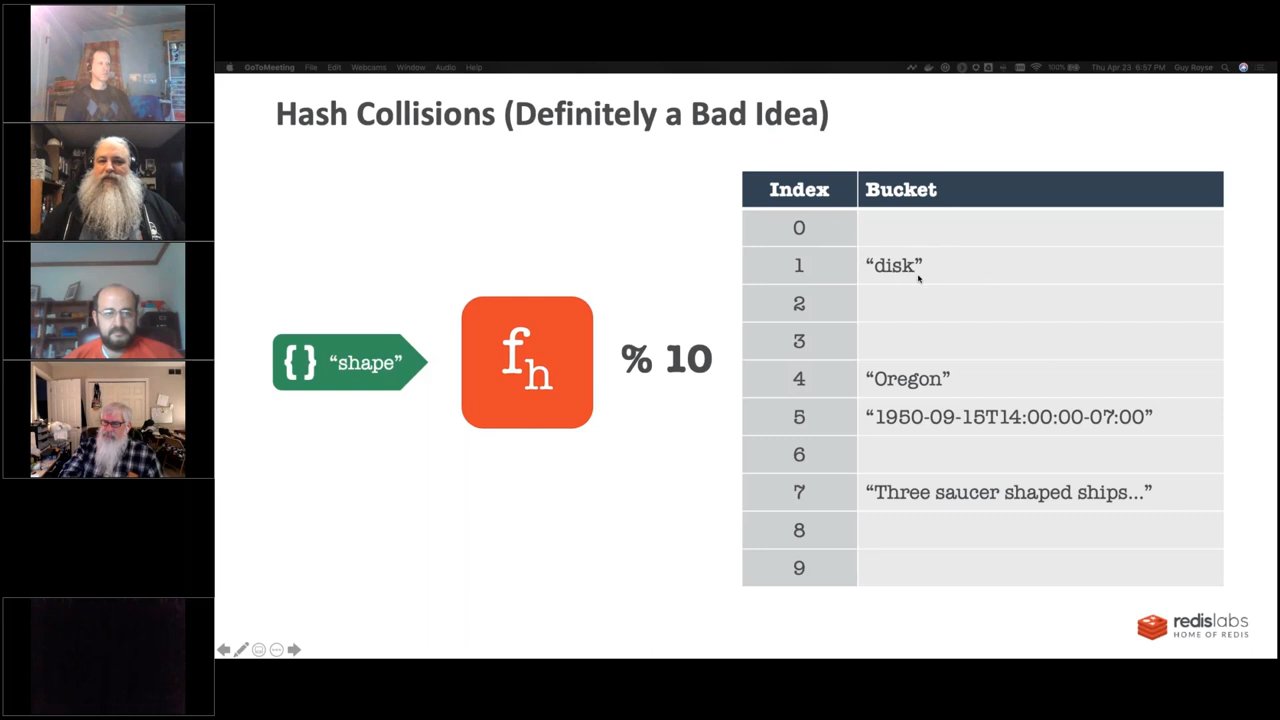 GoToMeeting File Edit Webcams Window Audio Help 100% Thu Apr 23 6:57 PM Guy Royse
Hash Collisions (Definitely a Bad Idea)
Index Bucket
0
1 “disk”
2
3
{} “shape” fh % 10
4 “Oregon”
5 “1950-09-15T14:00:00-07:00”
6
7 “Three saucer shaped ships...”
8
9
redislabs
HOME OF REDIS